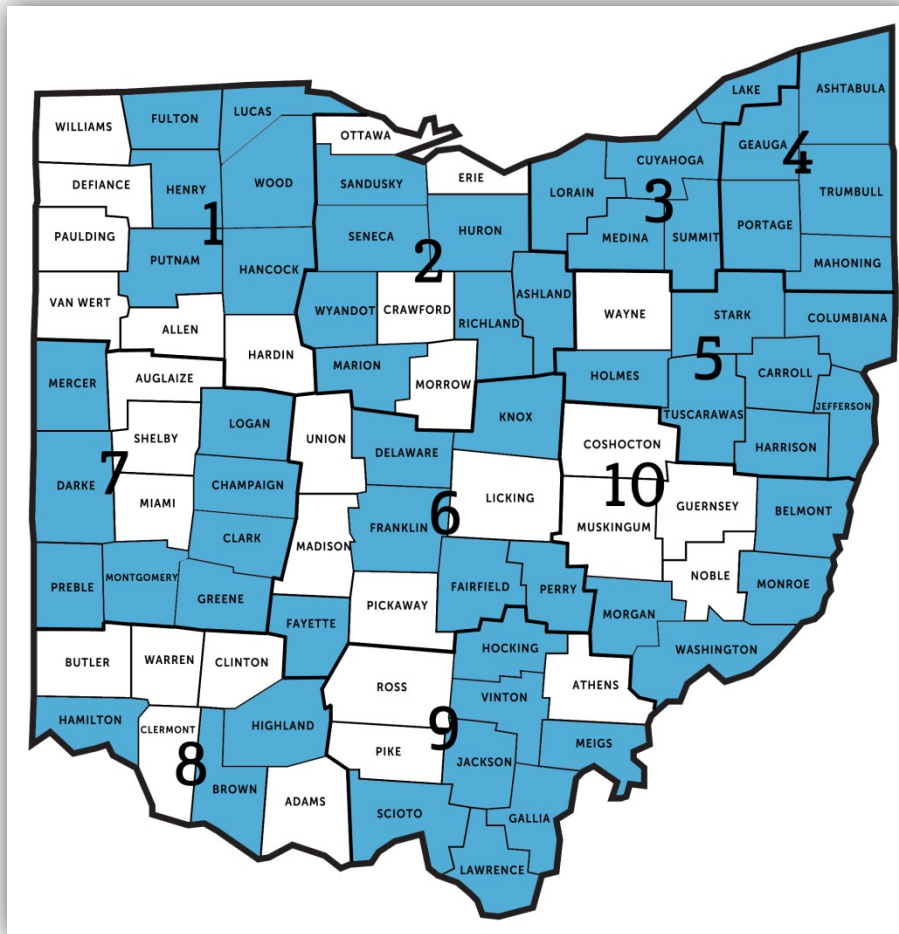 LAKE
ASHTABULA
WILLIAMS
FULTON
LUCAS
OTTAWA
GEAUGA
4
CUYAHOGA
DEFIANCE
HENRY
WOOD
SANDUSKY
ERIE
LORAIN
3
TRUMBULL
1
PAULDING
SENECA
HURON
MEDINA
SUMMIT
PORTAGE
2
PUTNAM
HANCOCK
MAHONING
ASHLAND
VAN WERT
WYANDOT
CRAWFORD
RICHLAND
WAYNE
STARK
COLUMBIANA
ALLEN
HARDIN
MARION
5
MERCER
AUGLAIZE
MORROW
HOLMES
CARROLL
JEFFERSON
LOGAN
KNOX
TUSCARAWAS
SHELBY
UNION
DELAWARE
COSHOCTON
HARRISON
7
DARKE
CHAMPAIGN
10
MIAMI
LICKING
GUERNSEY
BELMONT
6
FRANKLIN
MUSKINGUM
CLARK
MADISON
NOBLE
MONROE
PREBLE
MONTGOMERY
GREENE
FAIRFIELD
PERRY
PICKAWAY
MORGAN
FAYETTE
HOCKING
WASHINGTON
BUTLER
WARREN
CLINTON
ROSS
ATHENS
VINTON
HAMILTON
CLERMONT
HIGHLAND
9
PIKE
MEIGS
8
JACKSON
BROWN
ADAMS
SCIOTO
GALLIA
LAWRENCE